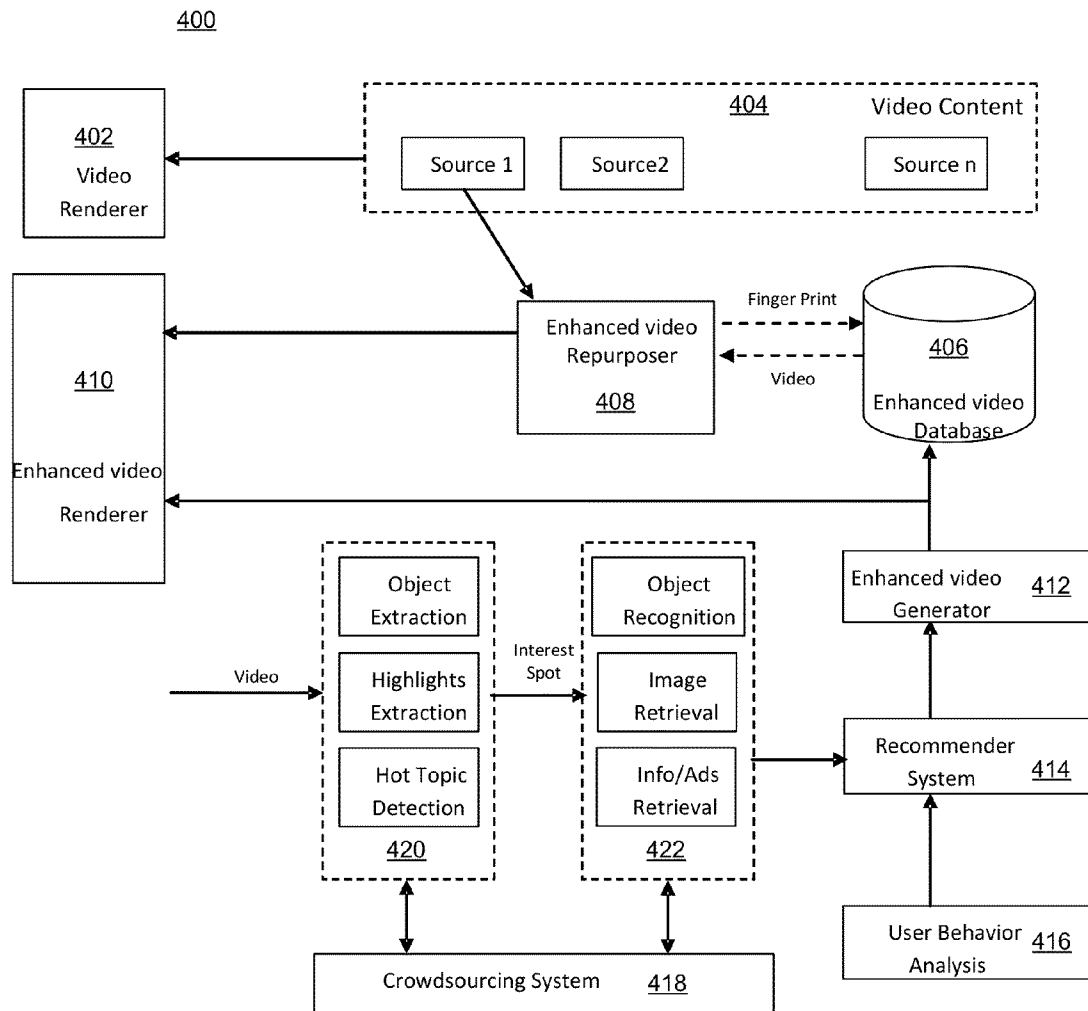 400
404
Video Content
402
Video
Renderer
Source 1
Source2
Source n
Finger Print
Enhanced video
Repurposer
408
Video
406
Enhanced video
Database
410
Enhanced video
Renderer
Object
Extraction
Object
Recognition
Enhanced video
Generator
412
Video
Highlights
Extraction
Interest
Spot
Image
Retrieval
Hot Topic
Detection
Info/Ads
Retrieval
Recommender
System
414
420
422
User Behavior
Analysis
416
Crowdsourcing System
418